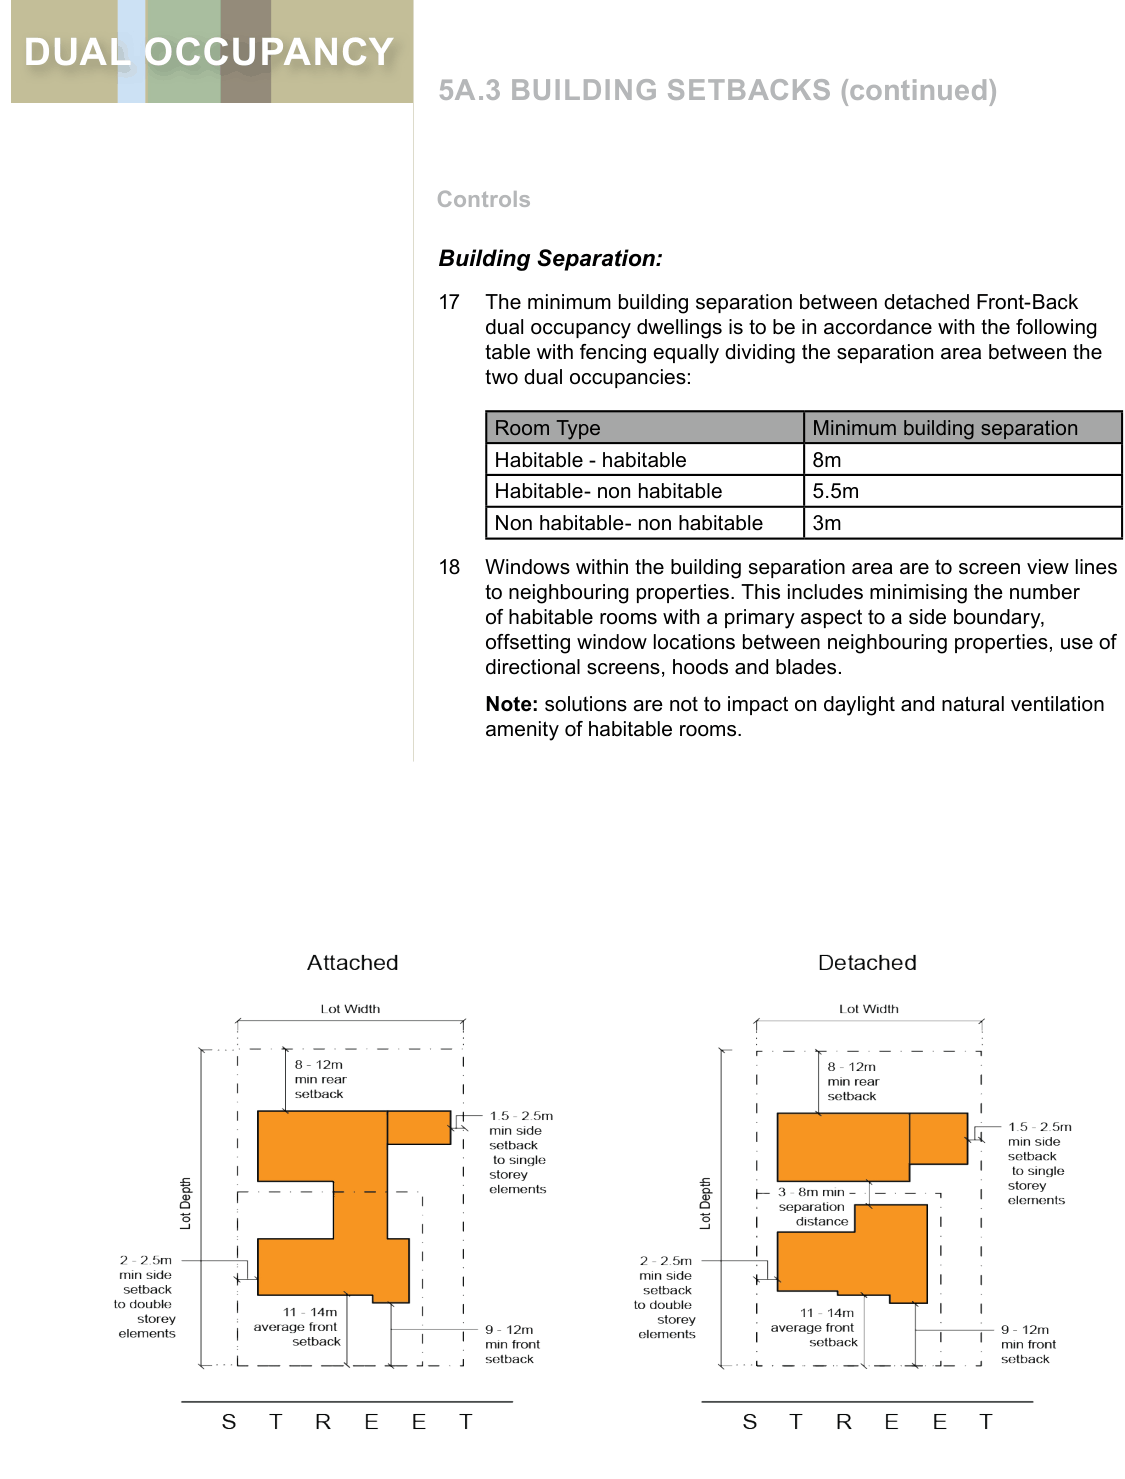 DUAL OCCUPANCY
5A.3 BUILDING SETBACKS (continued)
Controls
Building Separation:
17 The minimum building separation between detached Front-Back
dual occupancy dwellings is to be in accordance with the following
table with fencing equally dividing the separation area between the
two dual occupancies:
Room Type Minimum building separation
Habitable - habitable 8m
Habitable- non habitable 5.5m
Non habitable- non habitable 3m
18 Windows within the building separation area are to screen view lines
to neighbouring properties. This includes minimising the number
of habitable rooms with a primary aspect to a side boundary,
offsetting window locations between neighbouring properties, use of
directional screens, hoods and blades.
Note: solutions are not to impact on daylight and natural ventilation
amenity of habitable rooms.
Attached
Lot Width
8 - 12m
min rear
setback
1.5 - 2.5m
min side
setback
to single
storey
elements
Lot Depth
2 - 2.5m
min side
setback
to double
storey
elements
11 - 14m
average front
setback
9 - 12m
min front
setback
S T R E E T
Detached
Lot Width
8 - 12m
min rear
setback
1.5 - 2.5m
min side
setback
to single
storey
elements
Lot Depth
3 - 8m min
separation
distance
2 - 2.5m
min side
setback
to double
storey
elements
11 - 14m
average front
setback
9 - 12m
min front
setback
S T R E E T